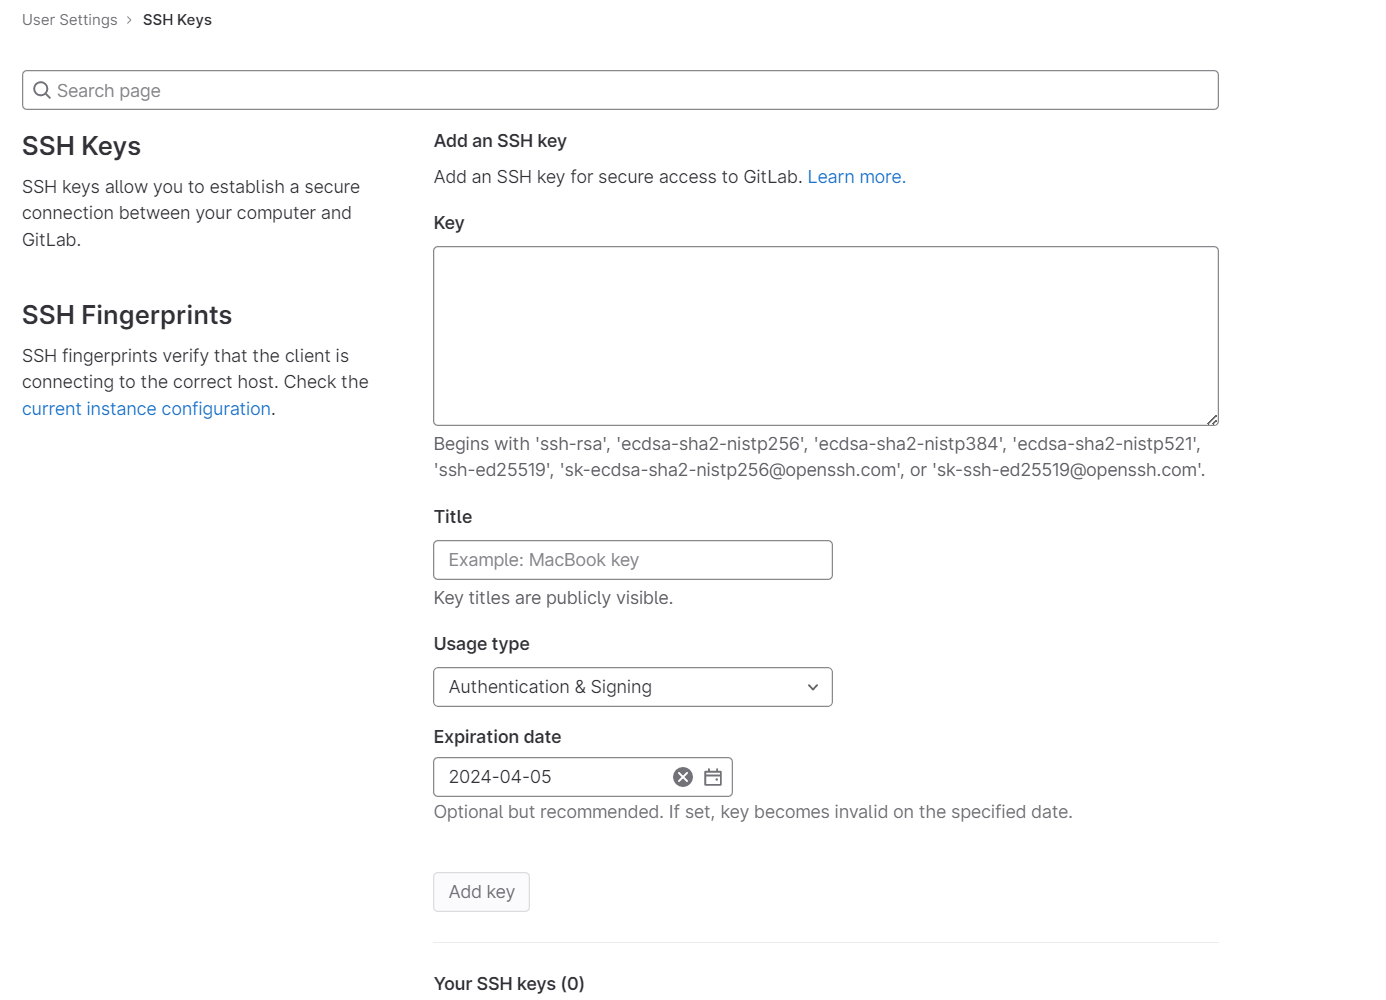 User Settings › SSH Keys
Search page
SSH Keys
SSH keys allow you to establish a secure
connection between your computer and
GitLab.
SSH Fingerprints
SSH fingerprints verify that the client is
connecting to the correct host. Check the
current instance configuration.
Add an SSH key
Add an SSH key for secure access to GitLab. Learn more.
Key
Begins with 'ssh-rsa', 'ecdsa-sha2-nistp256', 'ecdsa-sha2-nistp384', 'ecdsa-sha2-nistp521',
'ssh-ed25519', 'sk-ecdsa-sha2-nistp256@openssh.com', or 'sk-ssh-ed25519@openssh.com'.
Title
Example: MacBook key
Key titles are publicly visible.
Usage type
Authentication & Signing
Expiration date
2024-04-05
Optional but recommended. If set, key becomes invalid on the specified date.
Add key
Your SSH keys (0)